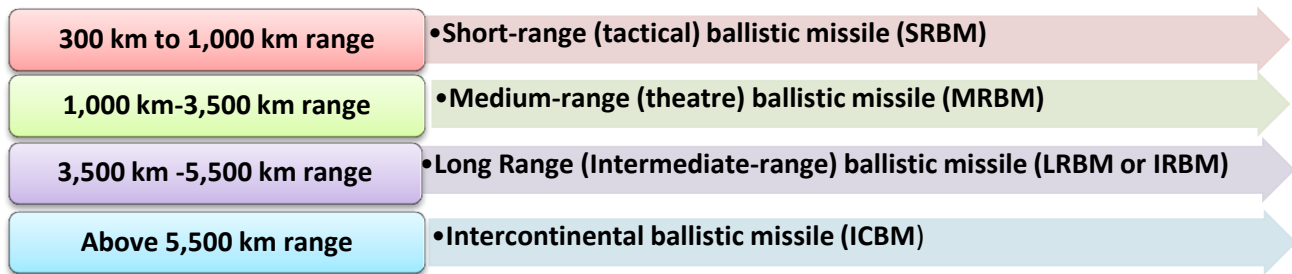 300 km to 1,000 km range
•Short-range (tactical) ballistic missile (SRBM)
1,000 km-3,500 km range
•Medium-range (theatre) ballistic missile (MRBM)
3,500 km -5,500 km range
•Long Range (Intermediate-range) ballistic missile (LRBM or IRBM)
Above 5,500 km range
•Intercontinental ballistic missile (ICBM)